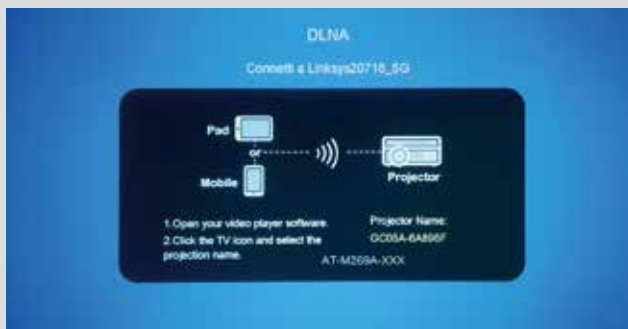 DLNA
Connetti a Linksys20716_5G
Pad
or
Mobile
Projector
1.Open your video player software.
2.Click the TV icon and select the
projection name.
Projector Name:
GC05A-6A896F
AT-M269A-XXX